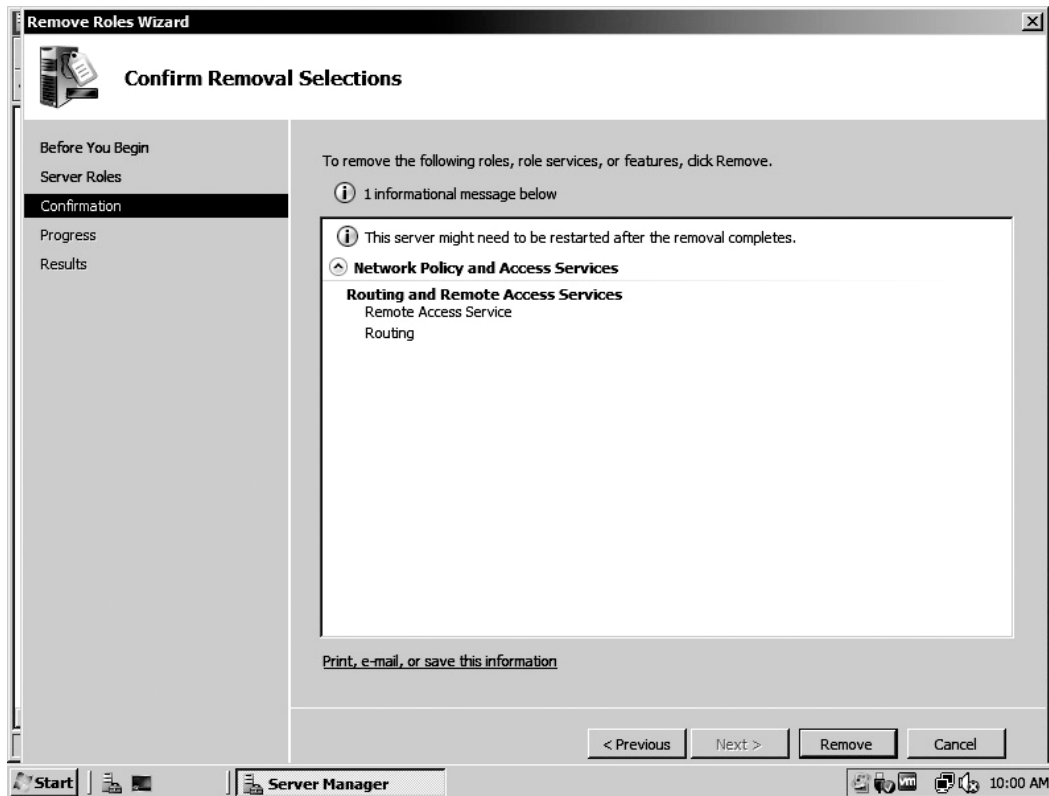 Remove Roles Wizard
Confirm Removal Selections
Before You Begin
Server Roles
Confirmation
Progress
Results
To remove the following roles, role services, or features, click Remove.
1 informational message below
This server might need to be restarted after the removal completes.
Network Policy and Access Services
Routing and Remote Access Services
Remote Access Service
Routing
Print, e-mail, or save this information
< Previous
Next >
Remove
Cancel
Start
Server Manager
vm
10:00 AM